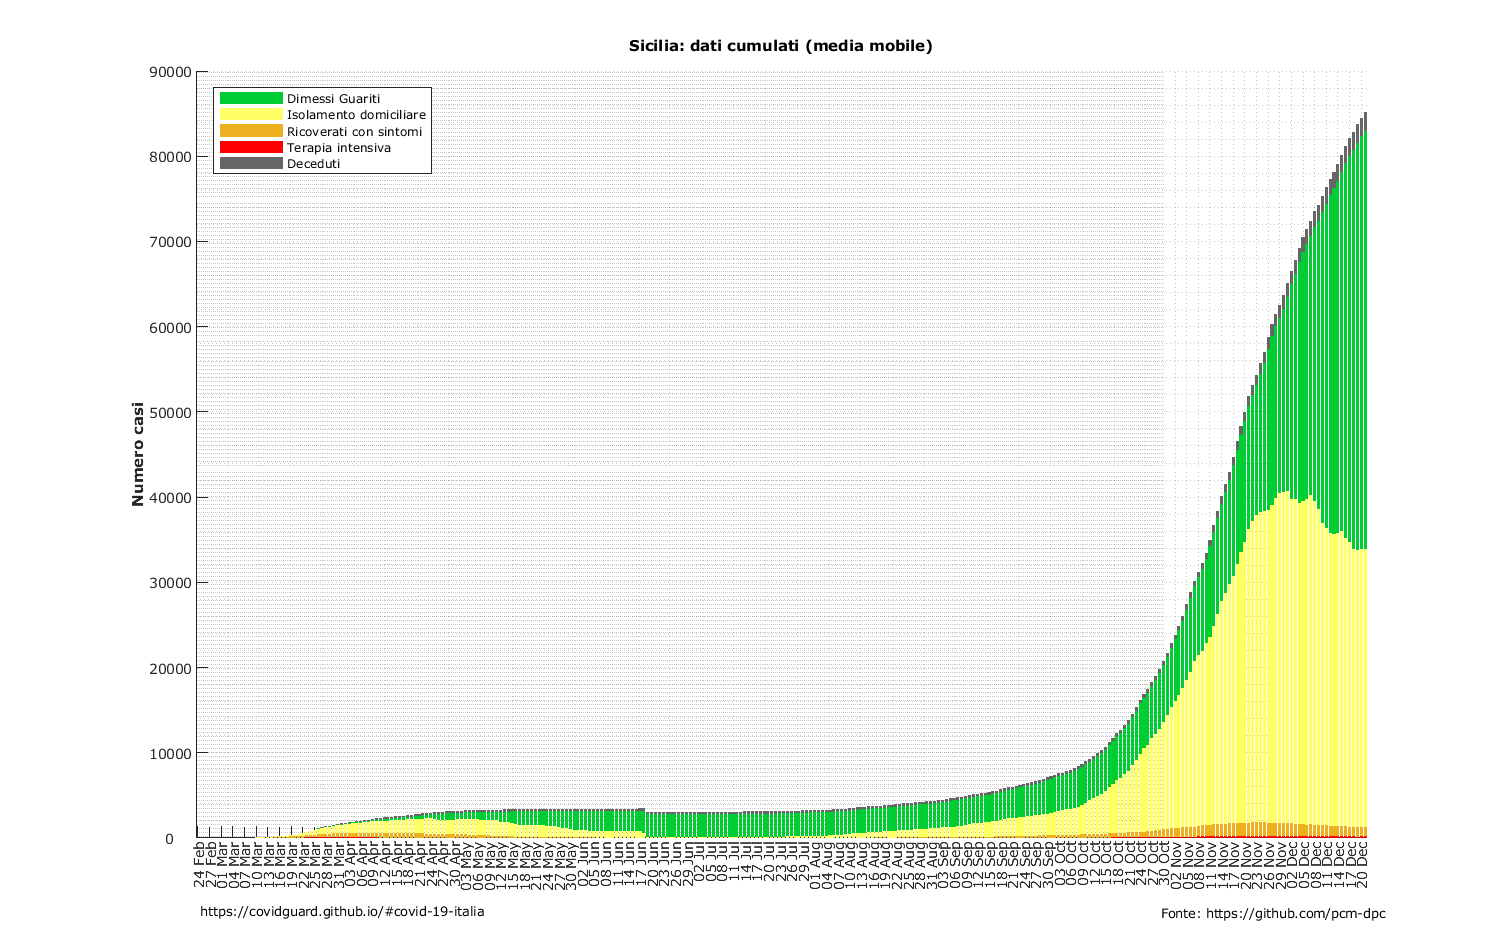 Sicilia: dati cumulati (media mobile)
90000
80000
70000
60000
50000
40000
30000
20000
10000
0
Numero casi
Dimessi Guariti
Isolamento domiciliare
Ricoverati con sintomi
Terapia intensiva
Deceduti
24 Feb
27 Feb
01 Mar
04 Mar
07 Mar
10 Mar
13 Mar
16 Mar
19 Mar
22 Mar
25 Mar
28 Mar
31 Mar
03 Apr
06 Apr
09 Apr
12 Apr
15 Apr
18 Apr
21 Apr
24 Apr
27 Apr
30 Apr
03 May
06 May
09 May
12 May
15 May
18 May
21 May
24 May
27 May
30 May
02 Jun
05 Jun
08 Jun
11 Jun
14 Jun
17 Jun
20 Jun
23 Jun
26 Jun
29 Jun
02 Jul
05 Jul
08 Jul
11 Jul
14 Jul
17 Jul
20 Jul
23 Jul
26 Jul
29 Jul
01 Aug
04 Aug
07 Aug
10 Aug
13 Aug
16 Aug
19 Aug
22 Aug
25 Aug
28 Aug
31 Aug
03 Sep
06 Sep
09 Sep
12 Sep
15 Sep
18 Sep
21 Sep
24 Sep
27 Sep
30 Sep
03 Oct
06 Oct
09 Oct
12 Oct
15 Oct
18 Oct
21 Oct
24 Oct
27 Oct
30 Oct
02 Nov
05 Nov
08 Nov
11 Nov
14 Nov
17 Nov
20 Nov
23 Nov
26 Nov
29 Nov
02 Dec
05 Dec
08 Dec
11 Dec
14 Dec
17 Dec
20 Dec
https://covidguard.github.io/#covid-19-italia
Fonte: https://github.com/pcm-dpc